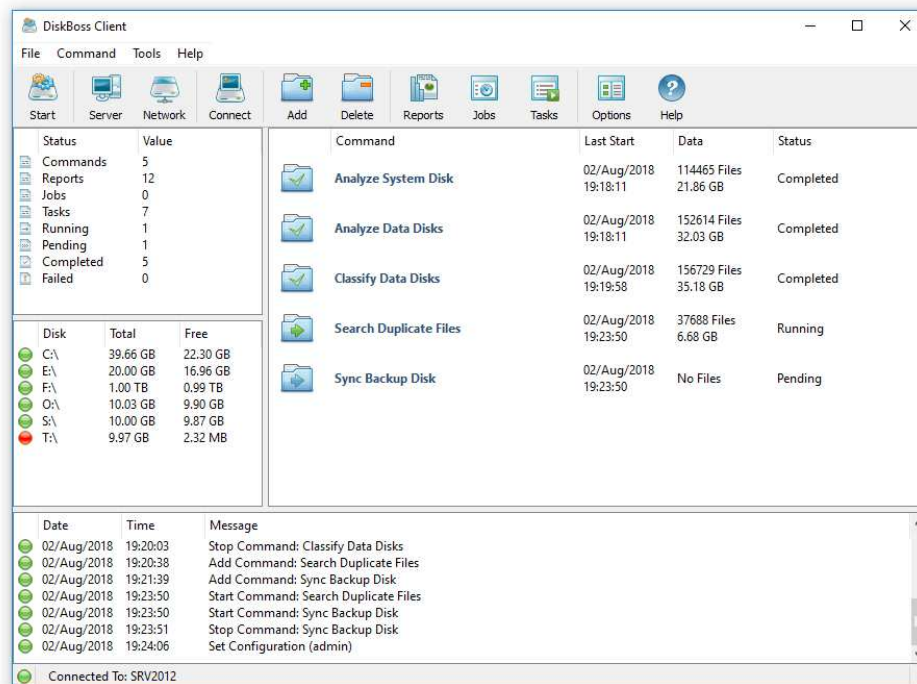 DiskBoss Client
File Command Tools Help
Start Server Network Connect Add Delete Reports Jobs Tasks Options Help
Status Value
Commands 5
Reports 12
Jobs 0
Tasks 7
Running 1
Pending 1
Completed 5
Failed 0
Disk Total Free
C:\ 39.66 GB 22.30 GB
E:\ 20.00 GB 16.96 GB
F:\ 1.00 TB 0.99 TB
O:\ 10.03 GB 9.90 GB
S:\ 10.00 GB 9.87 GB
T:\ 9.97 GB 2.32 MB
Command Last Start Data Status
Analyze System Disk 02/Aug/2018 114465 Files Completed
19:18:11 21.86 GB
Analyze Data Disks 02/Aug/2018 152614 Files Completed
19:18:11 32.03 GB
Classify Data Disks 02/Aug/2018 156729 Files Completed
19:19:58 35.18 GB
Search Duplicate Files 02/Aug/2018 37688 Files Running
19:23:50 6.68 GB
Sync Backup Disk 02/Aug/2018 No Files Pending
19:23:50
Date Time Message
02/Aug/2018 19:20:03 Stop Command: Classify Data Disks
02/Aug/2018 19:20:38 Add Command: Search Duplicate Files
02/Aug/2018 19:21:39 Add Command: Sync Backup Disk
02/Aug/2018 19:23:50 Start Command: Search Duplicate Files
02/Aug/2018 19:23:50 Start Command: Sync Backup Disk
02/Aug/2018 19:23:51 Stop Command: Sync Backup Disk
02/Aug/2018 19:24:06 Set Configuration (admin)
Connected To: SRV2012